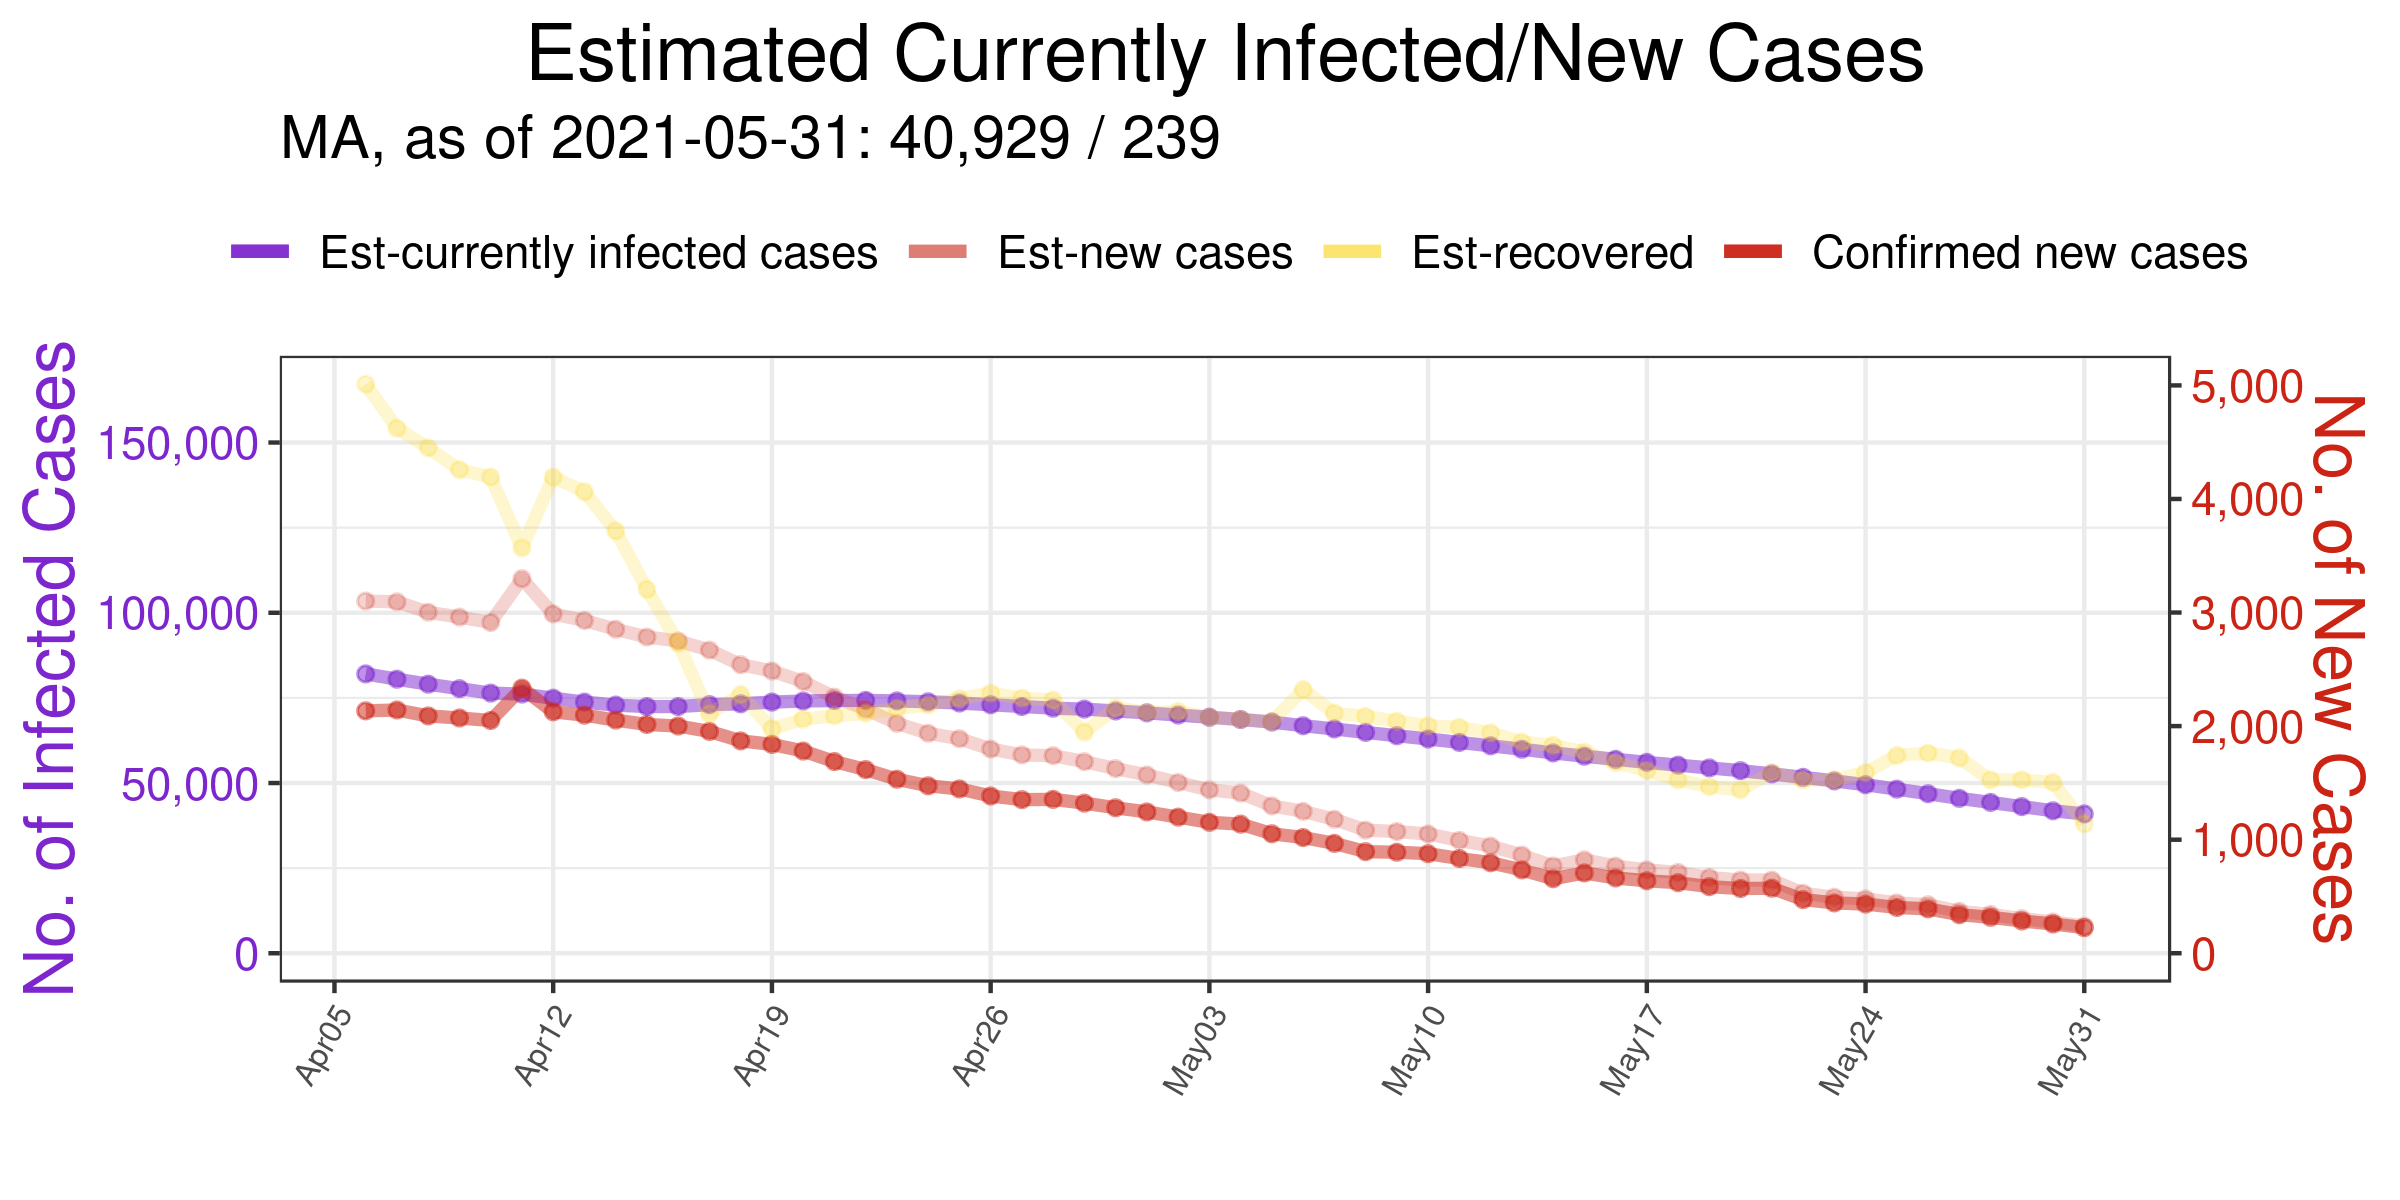 Estimated Currently Infected/New Cases
MA, as of 2021-05-31: 40,929 / 239
Est-currently infected cases Est-new cases Est-recovered Confirmed new cases
No. of Infected Cases
150,000
100,000
50,000
0
5,000
4,000
3,000
2,000
1,000
0
No. of New Cases
Apr05 Apr12 Apr19 Apr26 May03 May10 May17 May24 May31